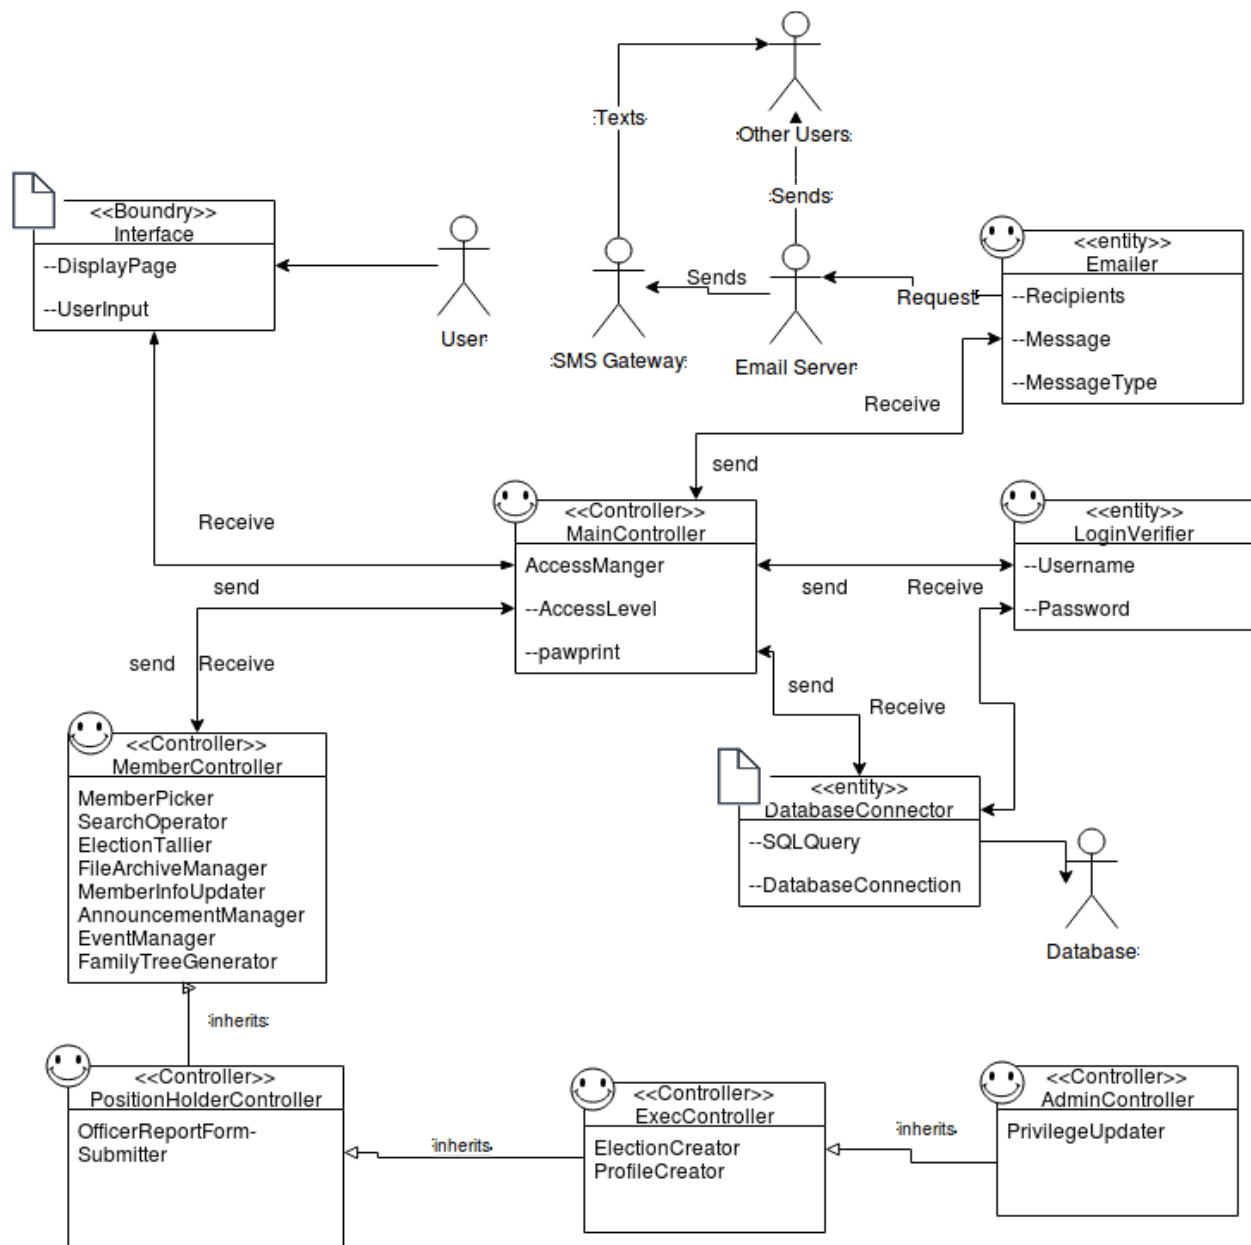 Texts
Other Users
<<Boundry>>
Interface
--DisplayPage
--UserInput
User
Sends
Sends
SMS Gateway
Email Server
Request
<<entity>>
Emailer
--Recipients
--Message
--MessageType
Receive
send
Receive
send
<<Controller>>
MainController
AccessManger
--AccessLevel
--pawprint
send
Receive
<<entity>>
LoginVerifier
--Username
--Password
send
Receive
send
Receive
<<Controller>>
MemberController
MemberPicker
SearchOperator
ElectionTallier
FileArchiveManager
MemberInfoUpdater
AnnouncementManager
EventManager
FamilyTreeGenerator
<<entity>>
DatabaseConnector
--SQLQuery
--DatabaseConnection
Database
inherits
<<Controller>>
PositionHolderController
OfficerReportForm-
Submitter
inherits
<<Controller>>
ExecController
ElectionCreator
ProfileCreator
inherits
<<Controller>>
AdminController
PrivilegeUpdater